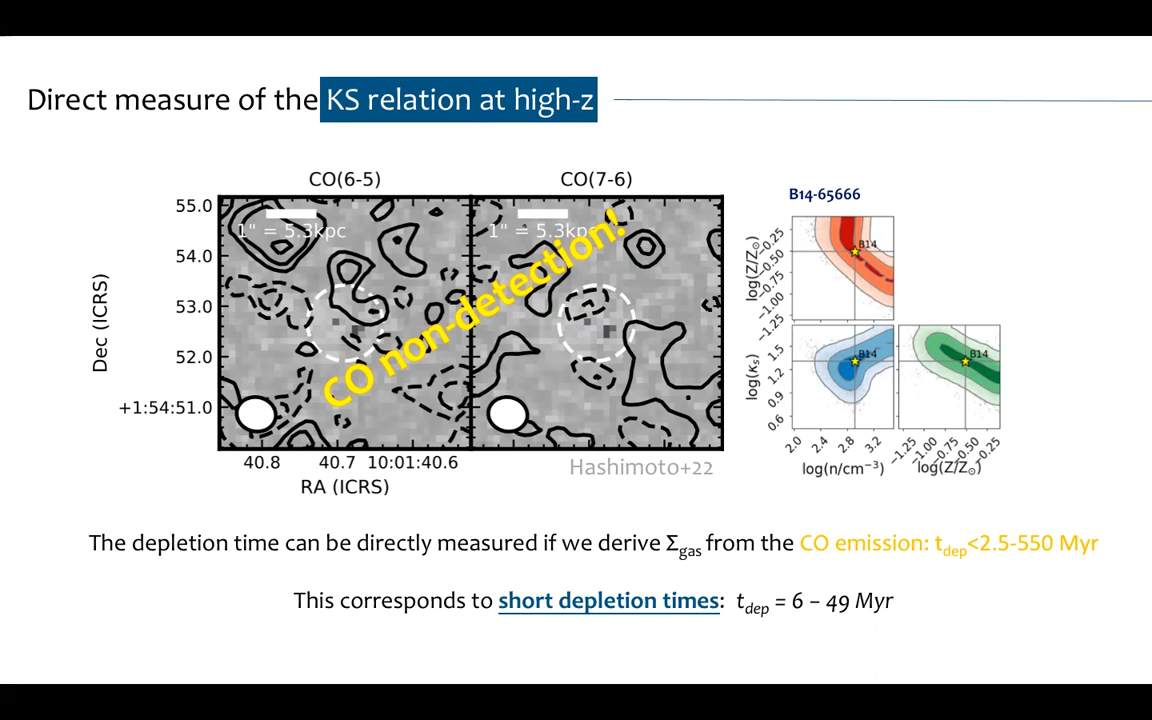 Direct measure of the KS relation at high-z
CO(6-5)
CO(7-6)
B14-65666
55.0
54.0
53.0
52.0
+1:54:51.0
Dec (ICRS)
1" = 5.3kpc
1" = 5.3kpc
CO non-detection!
40.8
40.7
10:01:40.6
RA (ICRS)
Hashimoto+22
log(Z/Z⊙)
−0.25
−0.50
−0.75
−1.00
−1.25
B14
log(κs)
1.5
1.2
0.9
0.6
B14
B14
2.0
2.4
2.8
3.2
log(n/cm−3)
−1.25
−1.00
−0.75
−0.50
−0.25
log(Z/Z⊙)
The depletion time can be directly measured if we derive Σgas from the CO emission: tdep<2.5-550 Myr
This corresponds to short depletion times: tdep = 6 – 49 Myr